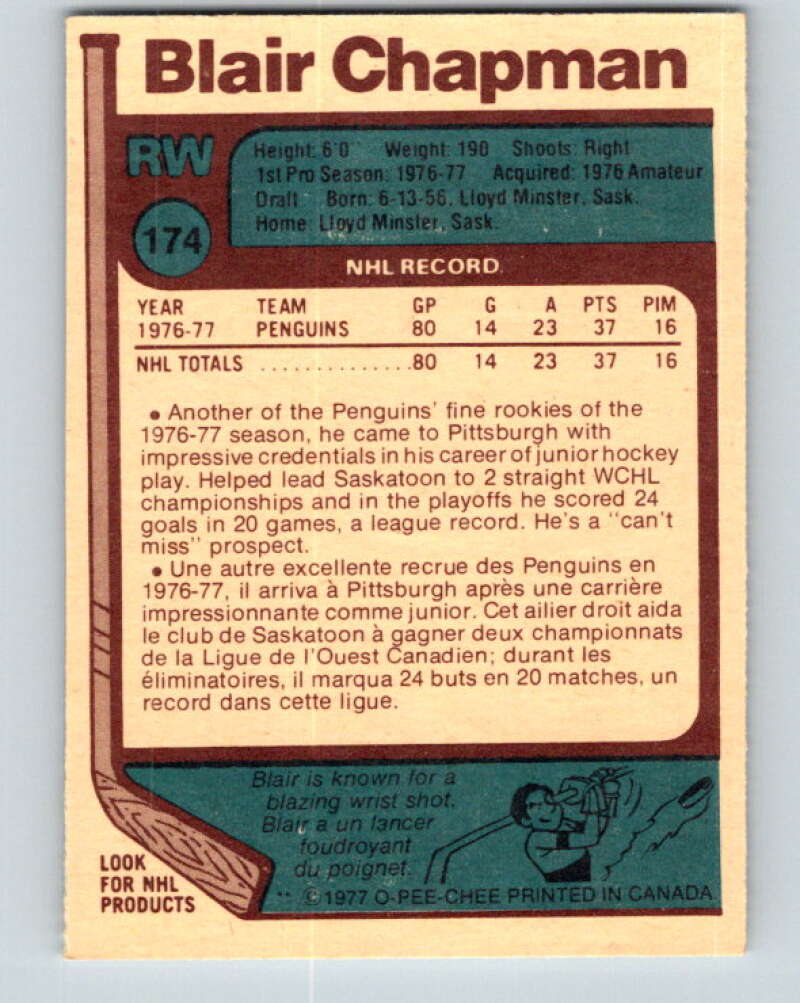 Blair Chapman
RW
174
Height: 6'0" Weight: 190 Shoots: Right
1st Pro Season: 1976-77 Acquired: 1976 Amateur
Draft Born: 6-13-56, Lloyd Minster, Sask.
Home: Lloyd Minster, Sask.
NHL RECORD
YEAR TEAM GP G A PTS PIM
1976-77 PENGUINS 80 14 23 37 16
NHL TOTALS ..............80 14 23 37 16
• Another of the Penguins' fine rookies of the
1976-77 season, he came to Pittsburgh with
impressive credentials in his career of junior hockey
play. Helped lead Saskatoon to 2 straight WCHL
championships and in the playoffs he scored 24
goals in 20 games, a league record. He's a "can't
miss" prospect.
• Une autre excellente recrue des Penguins en
1976-77, il arriva à Pittsburgh après une carrière
impressionnante comme junior. Cet ailier droit aida
le club de Saskatoon à gagner deux championnats
de la Ligue de l'Ouest Canadien; durant les
éliminatoires, il marqua 24 buts en 20 matches, un
record dans cette ligue.
Blair is known for a
blazing wrist shot.
Blair a un lancer
foudroyant
du poignet.
LOOK
FOR NHL
PRODUCTS
** ©1977 O-PEE-CHEE PRINTED IN CANADA